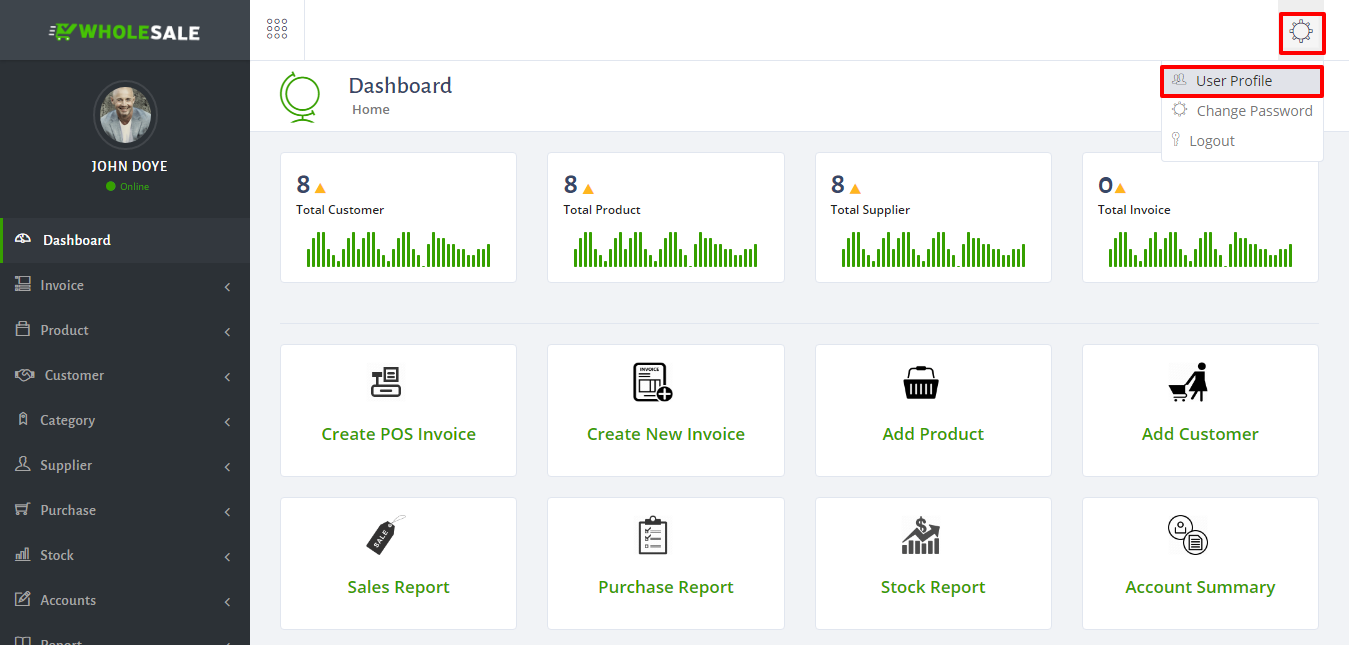 WHOLESALE
JOHN DOYE
Online
Dashboard
Invoice
Product
Customer
Category
Supplier
Purchase
Stock
Accounts
Report
Dashboard
Home
User Profile
Change Password
Logout
8
Total Customer
8
Total Product
8
Total Supplier
0
Total Invoice
Create POS Invoice
INVOICE
Create New Invoice
Add Product
Add Customer
SALE
Sales Report
Purchase Report
$
Stock Report
Account Summary